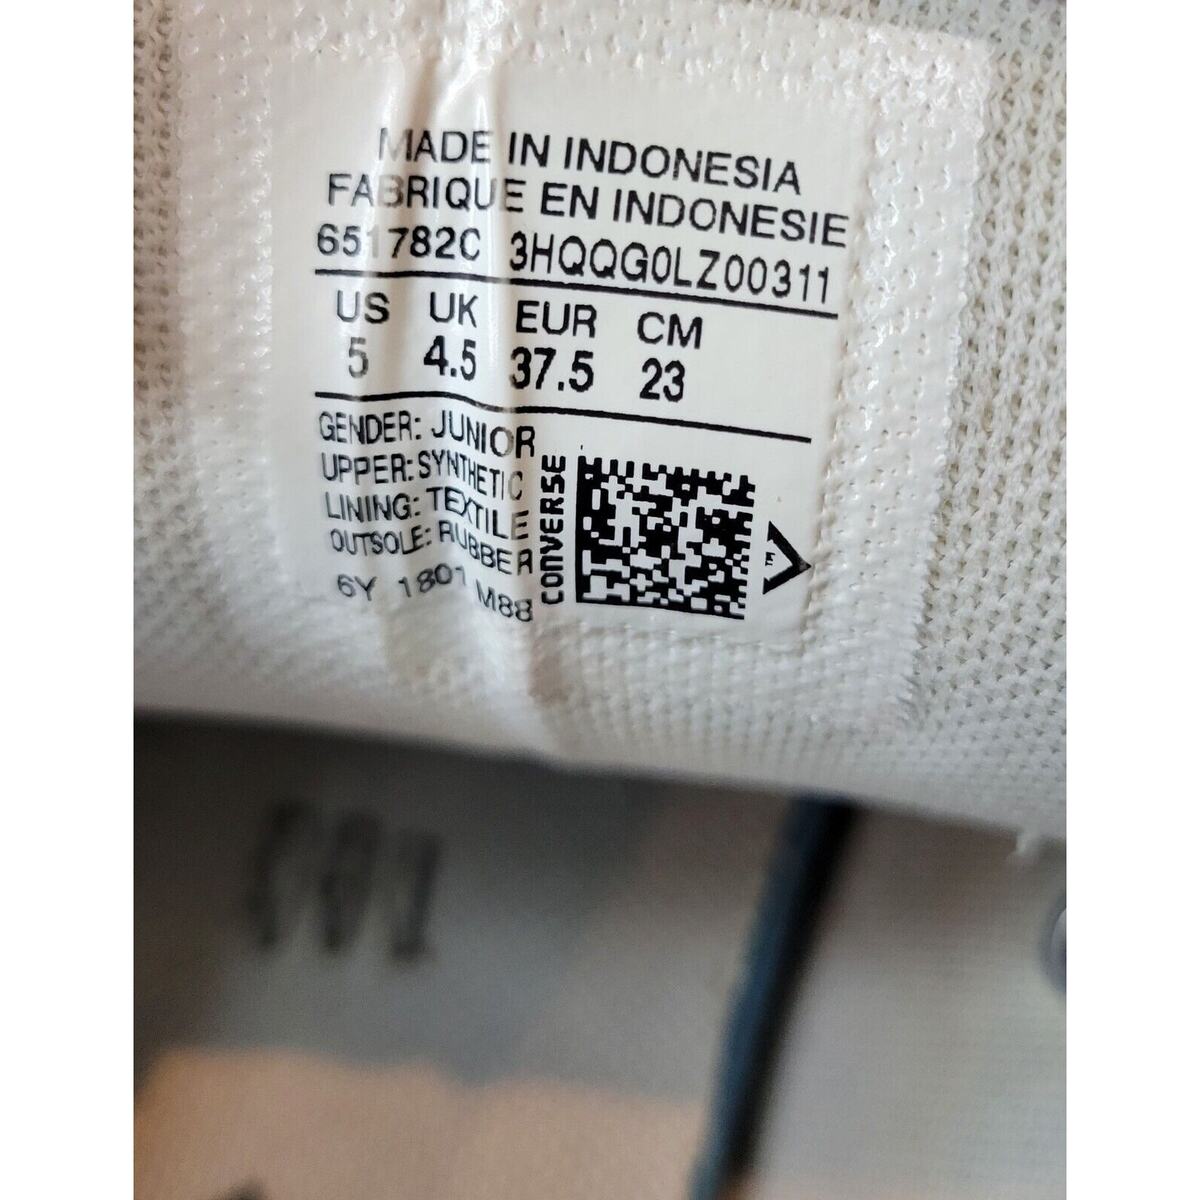 MADE IN INDONESIA
FABRIQUE EN INDONESIE
651782C 3HQQG0LZ00311
US UK EUR CM
5 4.5 37.5 23
GENDER: JUNIOR
UPPER: SYNTHETIC
LINING: TEXTILE
OUTSOLE: RUBBER
6Y 1801 M88
CONVERSE
E